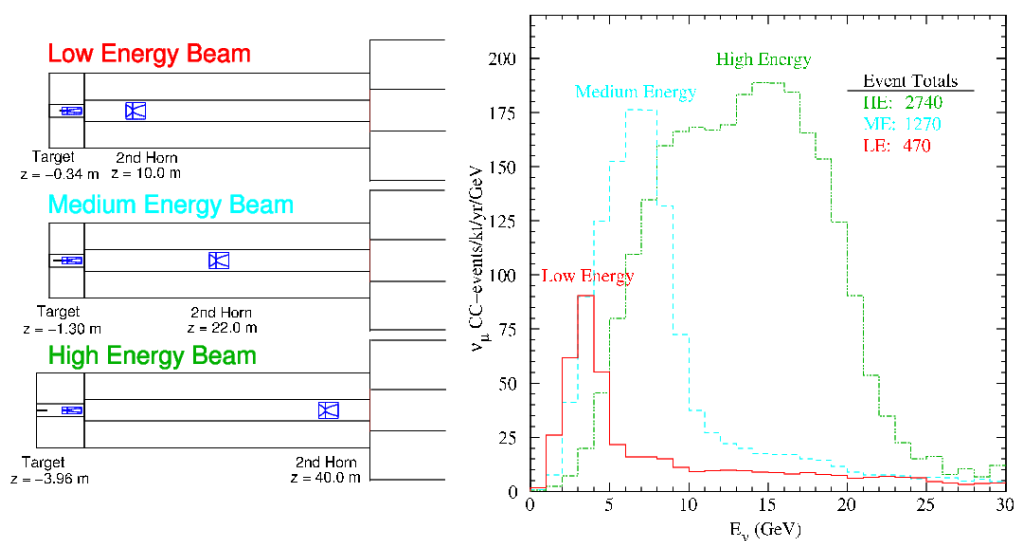 Low Energy Beam
Target 2nd Horn
z = −0.34 m z = 10.0 m
Medium Energy Beam
Target 2nd Horn
z = −1.30 m z = 22.0 m
High Energy Beam
Target 2nd Horn
z = −3.96 m z = 40.0 m
High Energy
Medium Energy
Low Energy
Event Totals
HE: 2740
ME: 1270
LE: 470
ν_μ CC−events/kt/yr/GeV
200
175
150
125
100
75
50
25
0
0 5 10 15 20 25 30
E_ν (GeV)